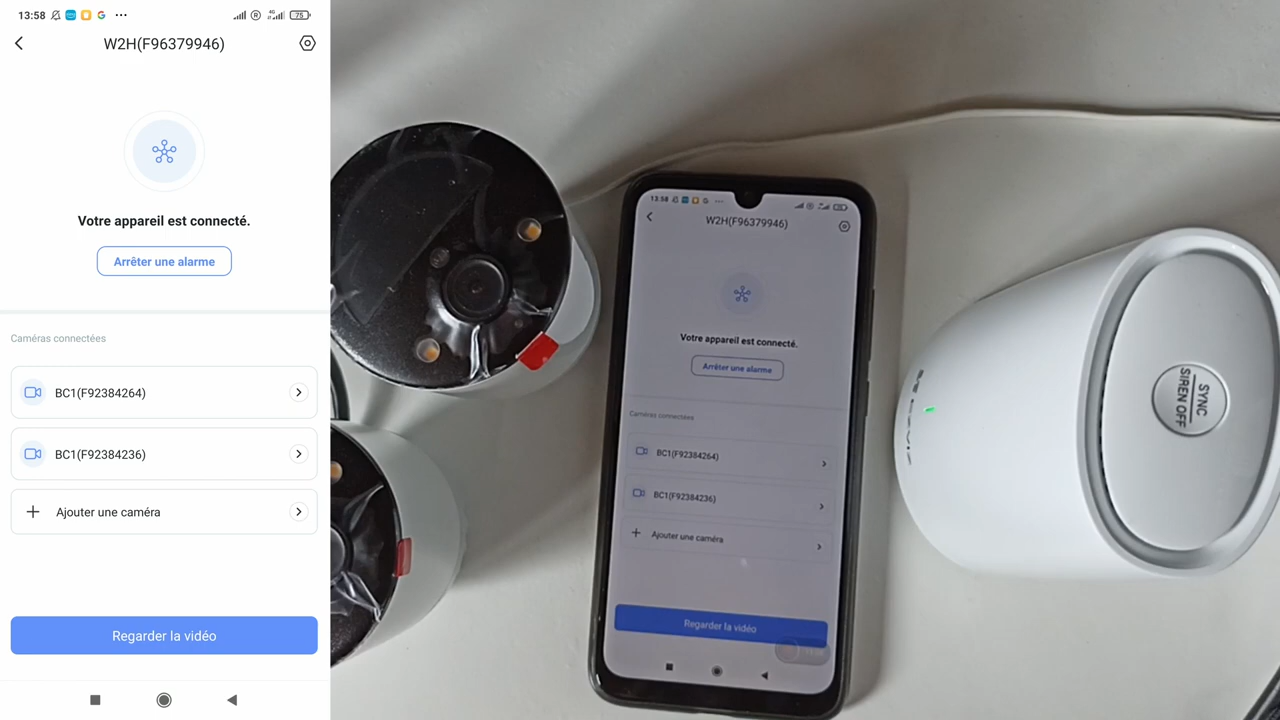 13:58
4G
75
W2H(F96379946)
Votre appareil est connecté.
Arrêter une alarme
Caméras connectées
BC1(F92384264)
BC1(F92384236)
Ajouter une caméra
Regarder la vidéo
13:58
W2H(F96379946)
Votre appareil est connecté.
Arrêter une alarme
Caméras connectées
BC1(F92384264)
BC1(F92384236)
Ajouter une caméra
Regarder la vidéo
SYNC
SIREN OFF